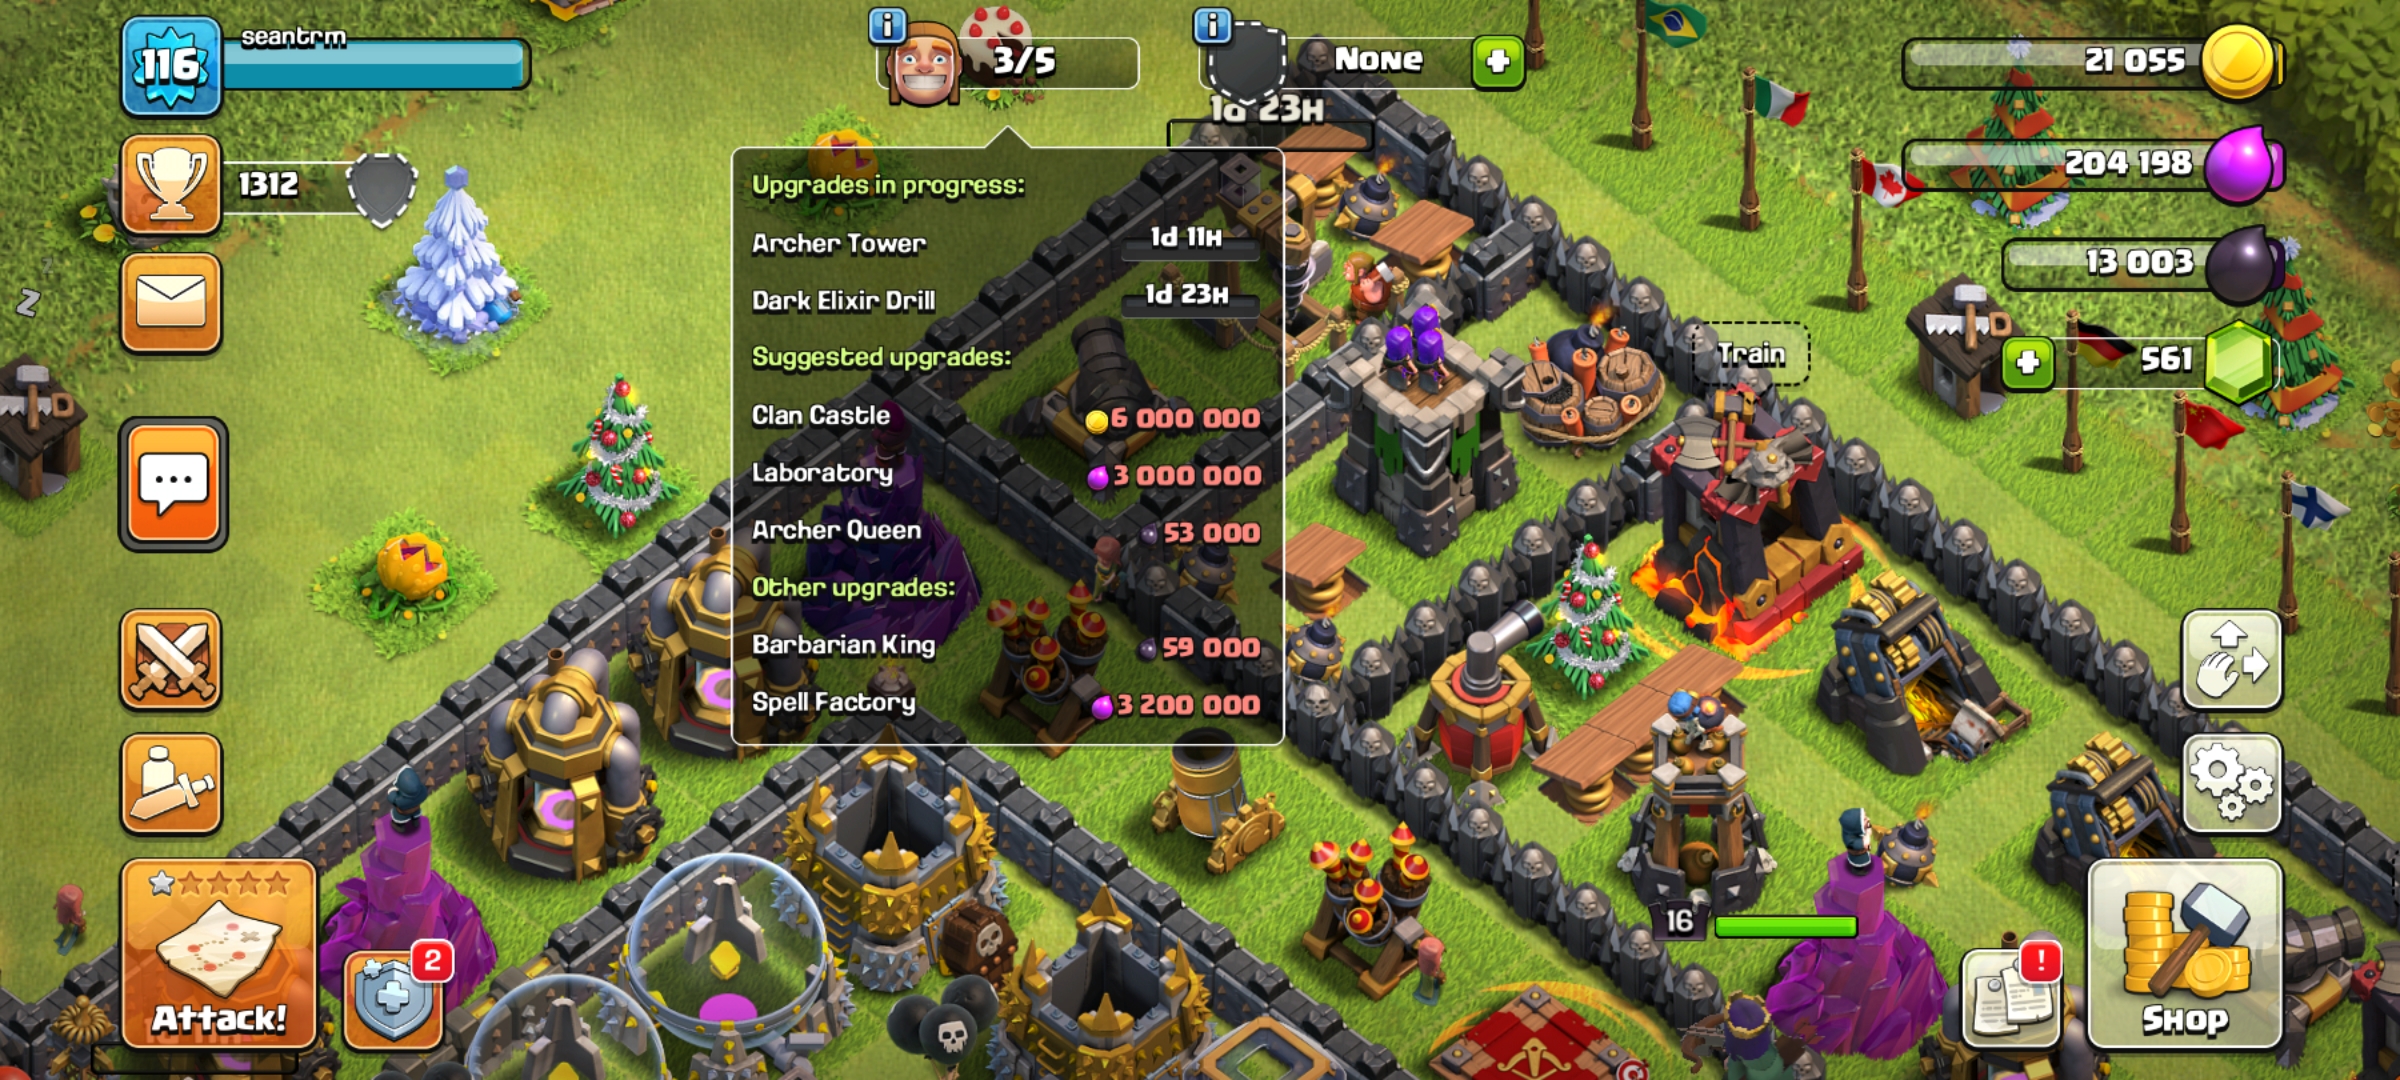 116
seantrm
3/5
None
21 055
1d 23H
204 198
1312
Upgrades in progress:
Archer Tower 1d 11H
Dark Elixir Drill 1d 23H
13 003
Suggested upgrades:
Train
561
Clan Castle 6 000 000
Laboratory 3 000 000
Archer Queen 53 000
Other upgrades:
Barbarian King 59 000
Spell Factory 3 200 000
16
2
!
Attack!
Shop
Z